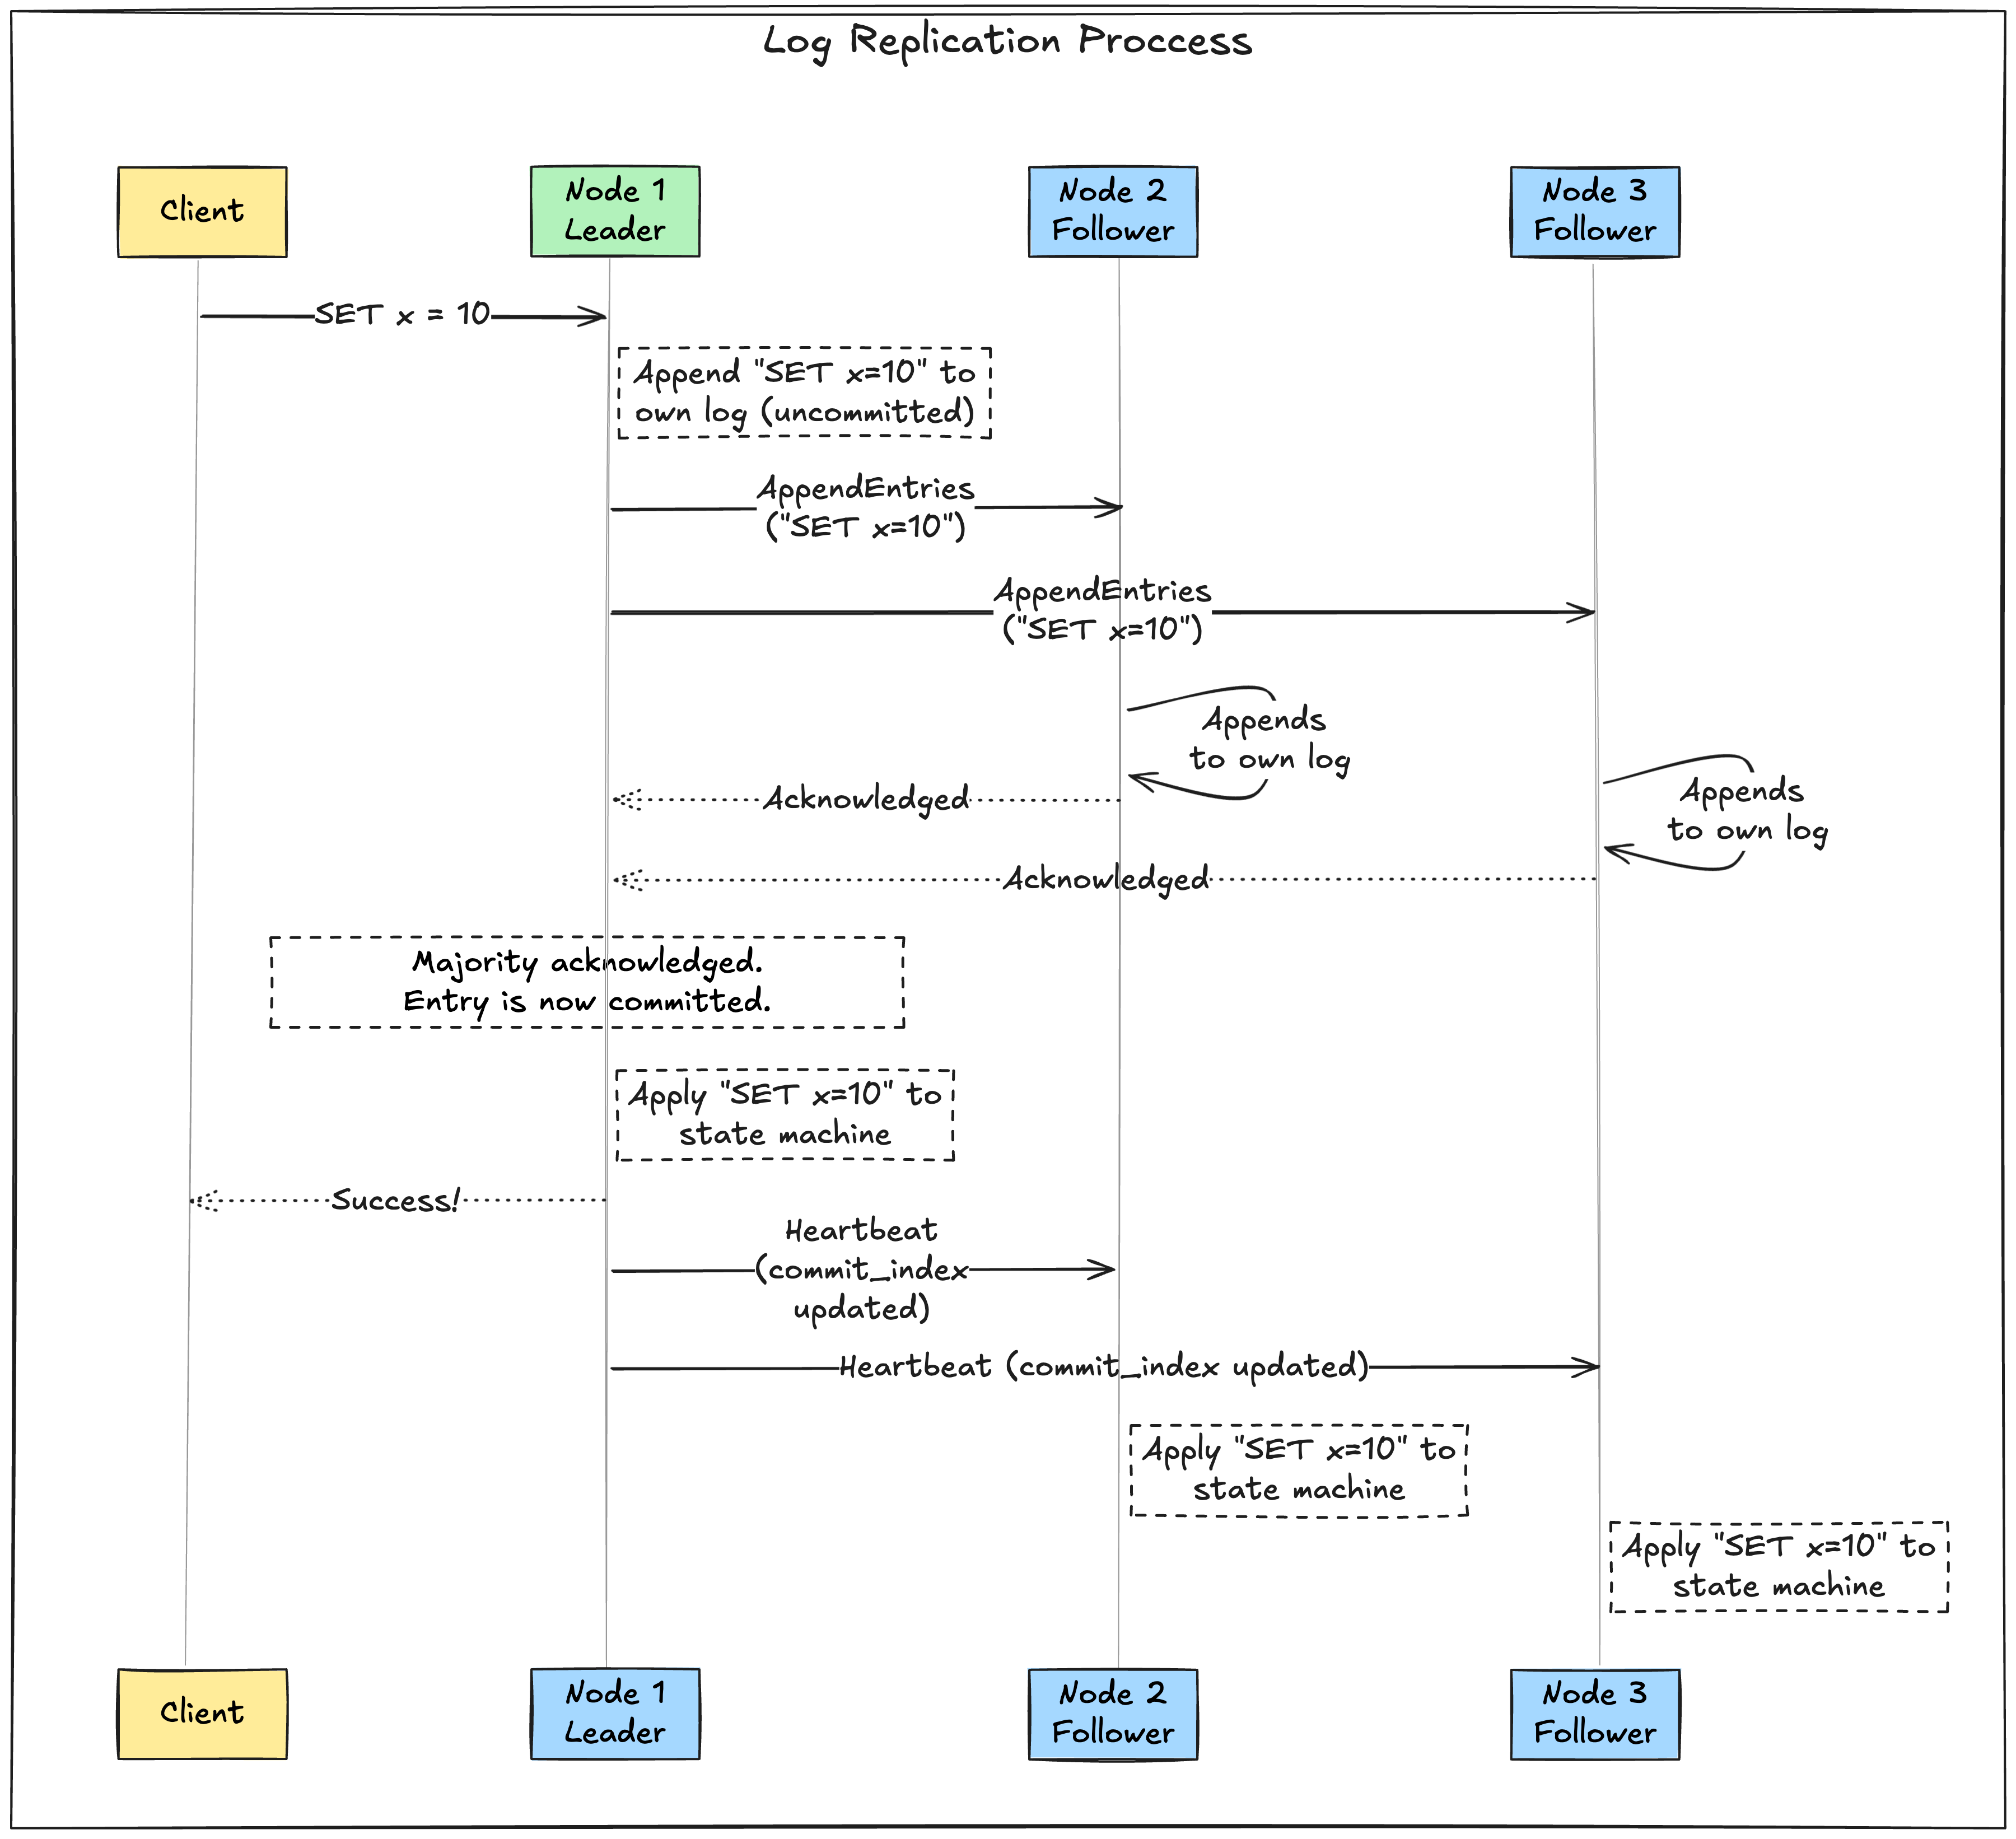 Log Replication Proccess
Client
Node 1
Leader
Node 2
Follower
Node 3
Follower
SET x = 10
Append "SET x=10" to
own log (uncommitted)
AppendEntries
("SET x=10")
AppendEntries
("SET x=10")
Appends
to own log
Acknowledged
Appends
to own log
Acknowledged
Majority acknowledged.
Entry is now committed.
Apply "SET x=10" to
state machine
Success!
Heartbeat
(commit_index
updated)
Heartbeat (commit_index updated)
Apply "SET x=10" to
state machine
Apply "SET x=10" to
state machine
Client
Node 1
Leader
Node 2
Follower
Node 3
Follower